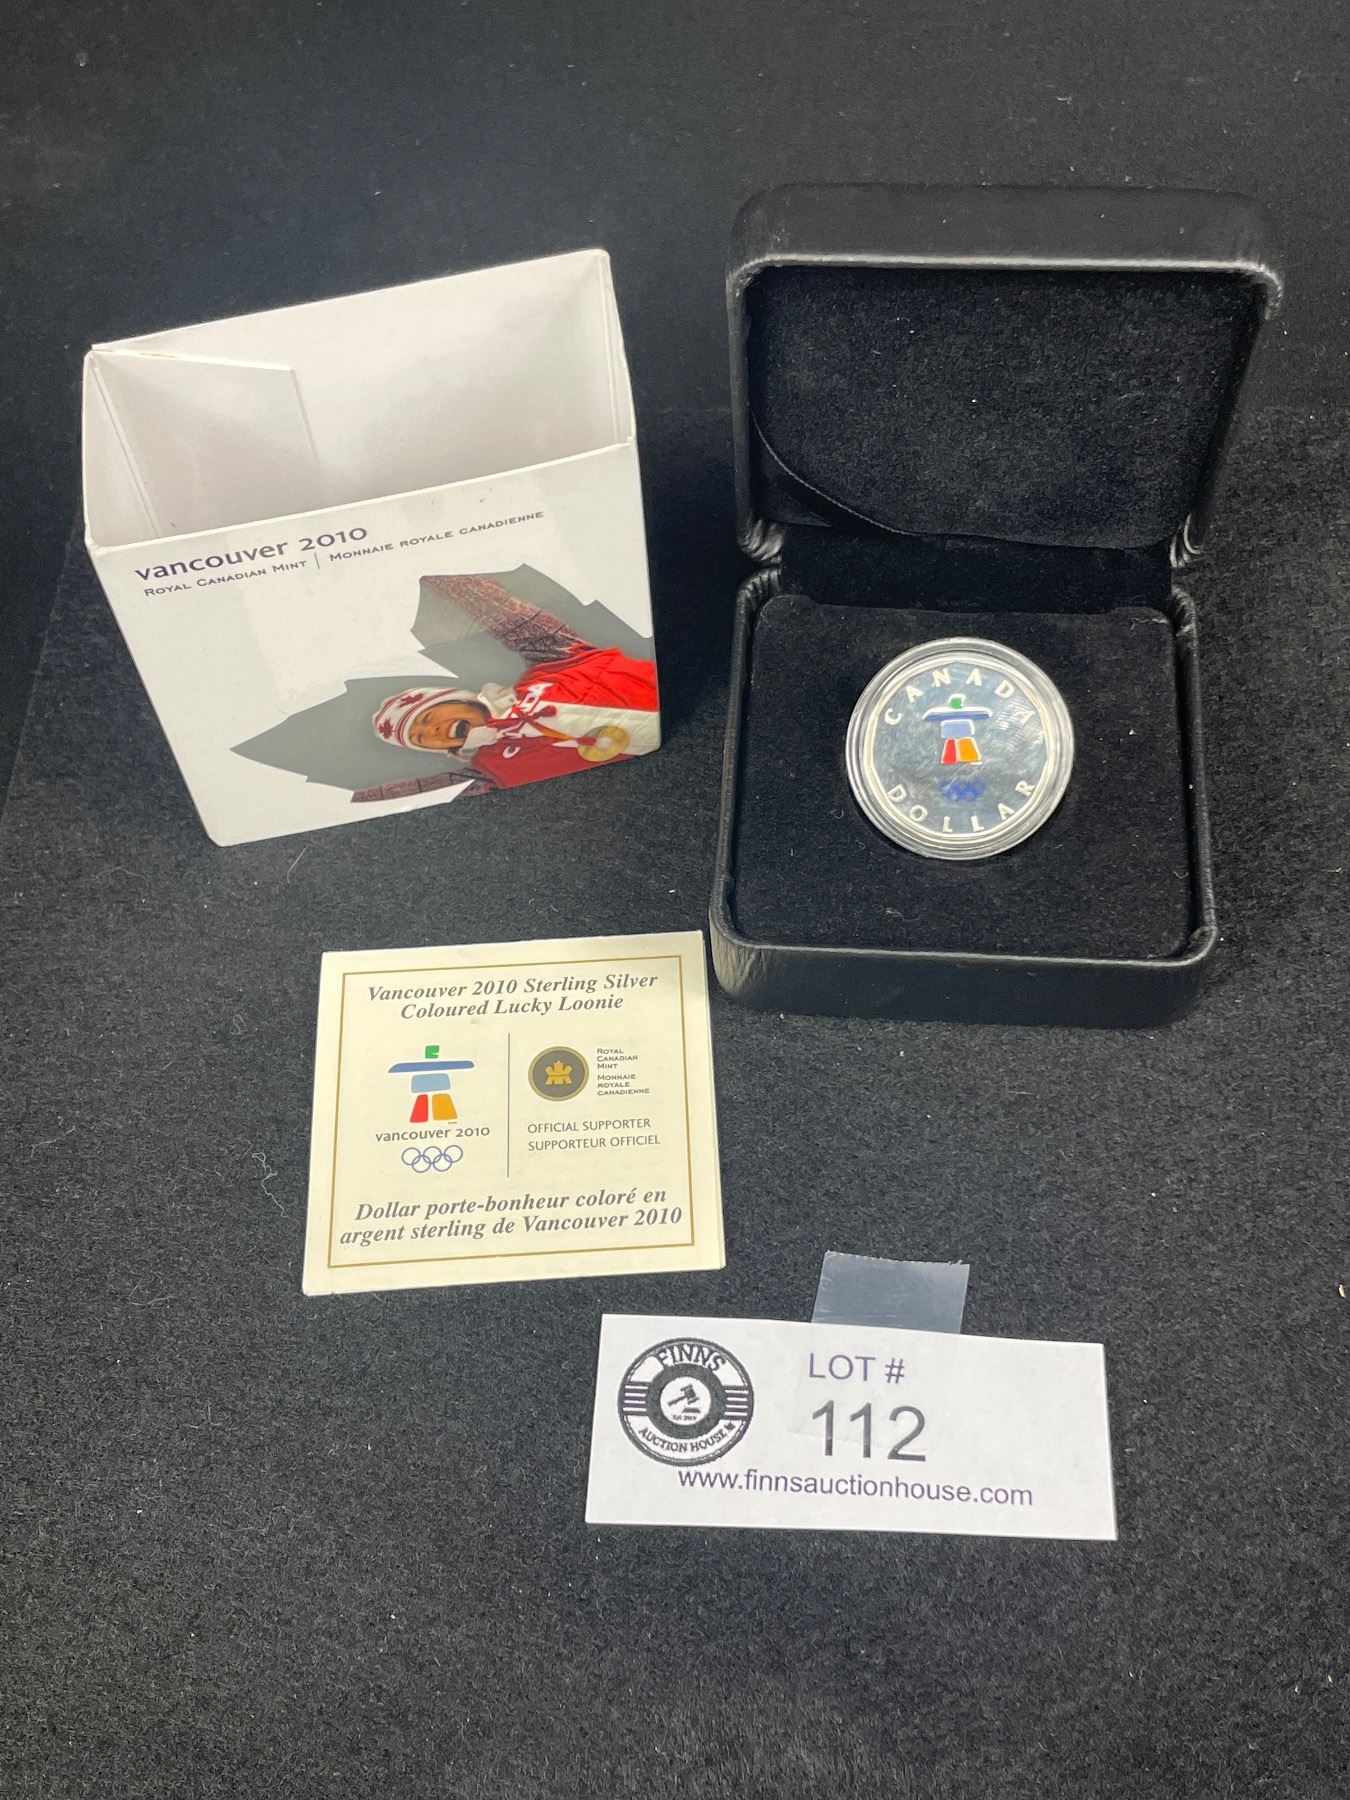 vancouver 2010
ROYAL CANADIAN MINT | MONNAIE ROYALE CANADIENNE
CANADA
CANADA
DOLLAR
Vancouver 2010 Sterling Silver
Coloured Lucky Loonie
ROYAL
CANADIAN
MINT
MONNAIE
ROYALE
CANADIENNE
vancouver 2010
OFFICIAL SUPPORTER
SUPPORTEUR OFFICIEL
Dollar porte-bonheur coloré en
argent sterling de Vancouver 2010
FINNS
AUCTION HOUSE
LOT #
112
www.finnsauctionhouse.com